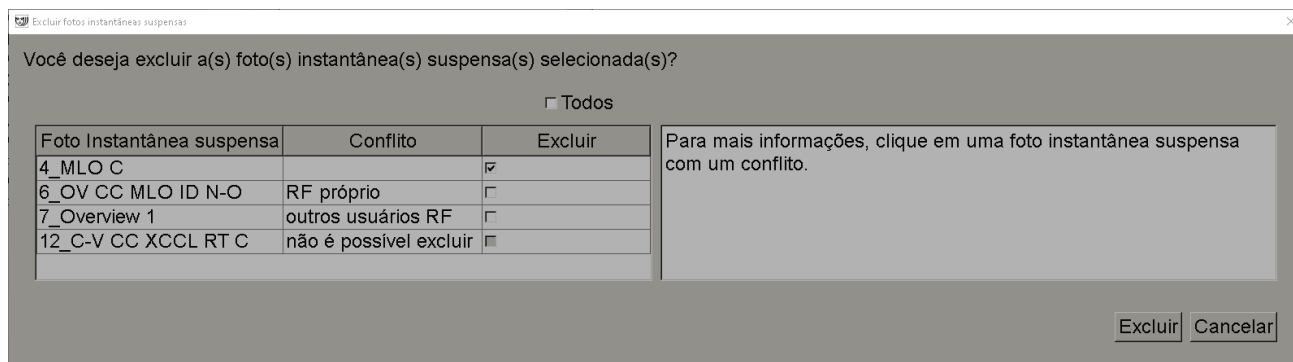 Excluir fotos instantâneas suspensas
Você deseja excluir a(s) foto(s) instantânea(s) suspensa(s) selecionada(s)?
Todos
Foto Instantânea suspensa Conflito Excluir
4_MLO C
6_OV CC MLO ID N-O RF próprio
7_Overview 1 outros usuários RF
12_C-V CC XCCL RT C não é possível excluir
Para mais informações, clique em uma foto instantânea suspensa
com um conflito.
Excluir Cancelar